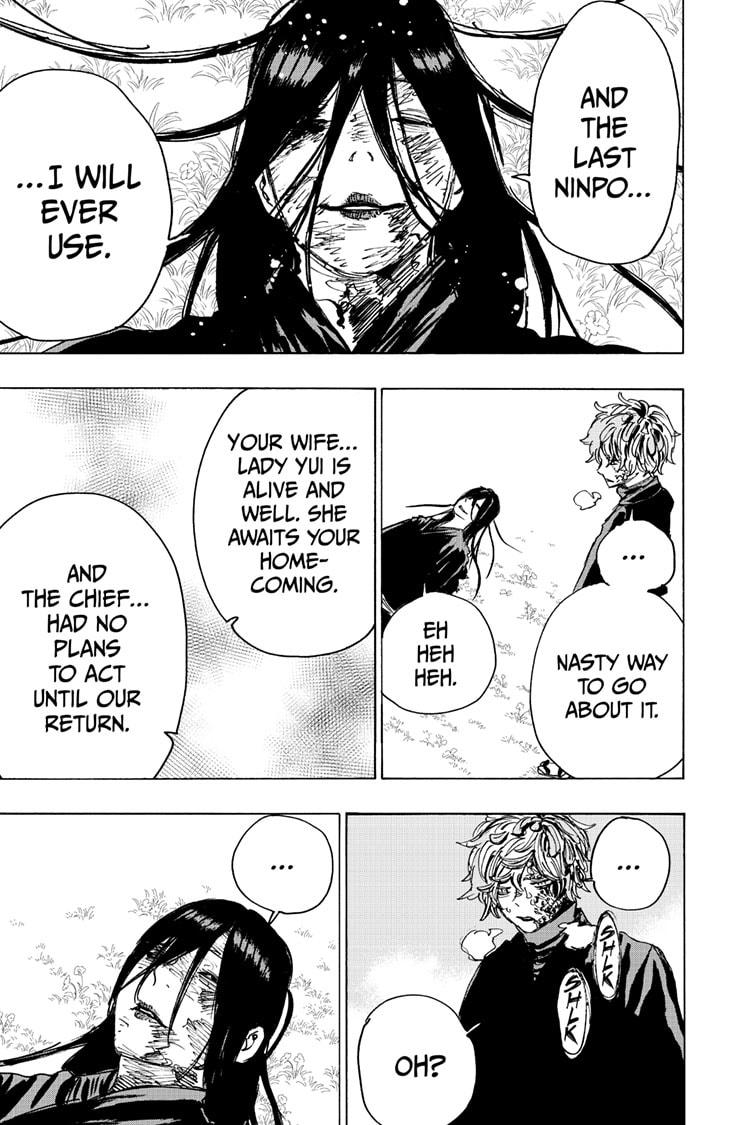 AND
THE
LAST
NINPO...
...I WILL
EVER
USE.
...
NASTY WAY
TO GO
ABOUT IT.
EH
HEH
HEH.
YOUR WIFE...
LADY YUI IS
ALIVE AND
WELL. SHE
AWAITS YOUR
HOME-
COMING.
AND
THE CHIEF...
HAD NO
PLANS
TO ACT
UNTIL OUR
RETURN.
...
SHLK
SHLK
OH?
...